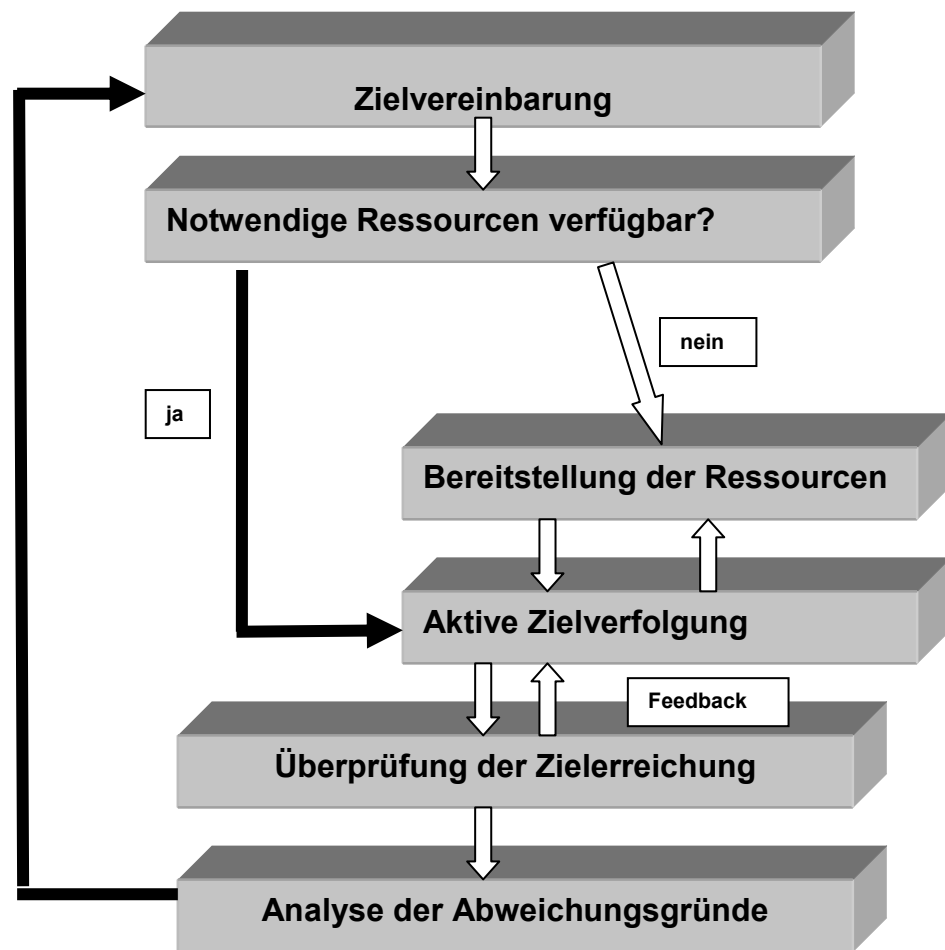 Zielvereinbarung
Notwendige Ressourcen verfügbar?
nein
ja
Bereitstellung der Ressourcen
Aktive Zielverfolgung
Feedback
Überprüfung der Zielerreichung
Analyse der Abweichungsgründe